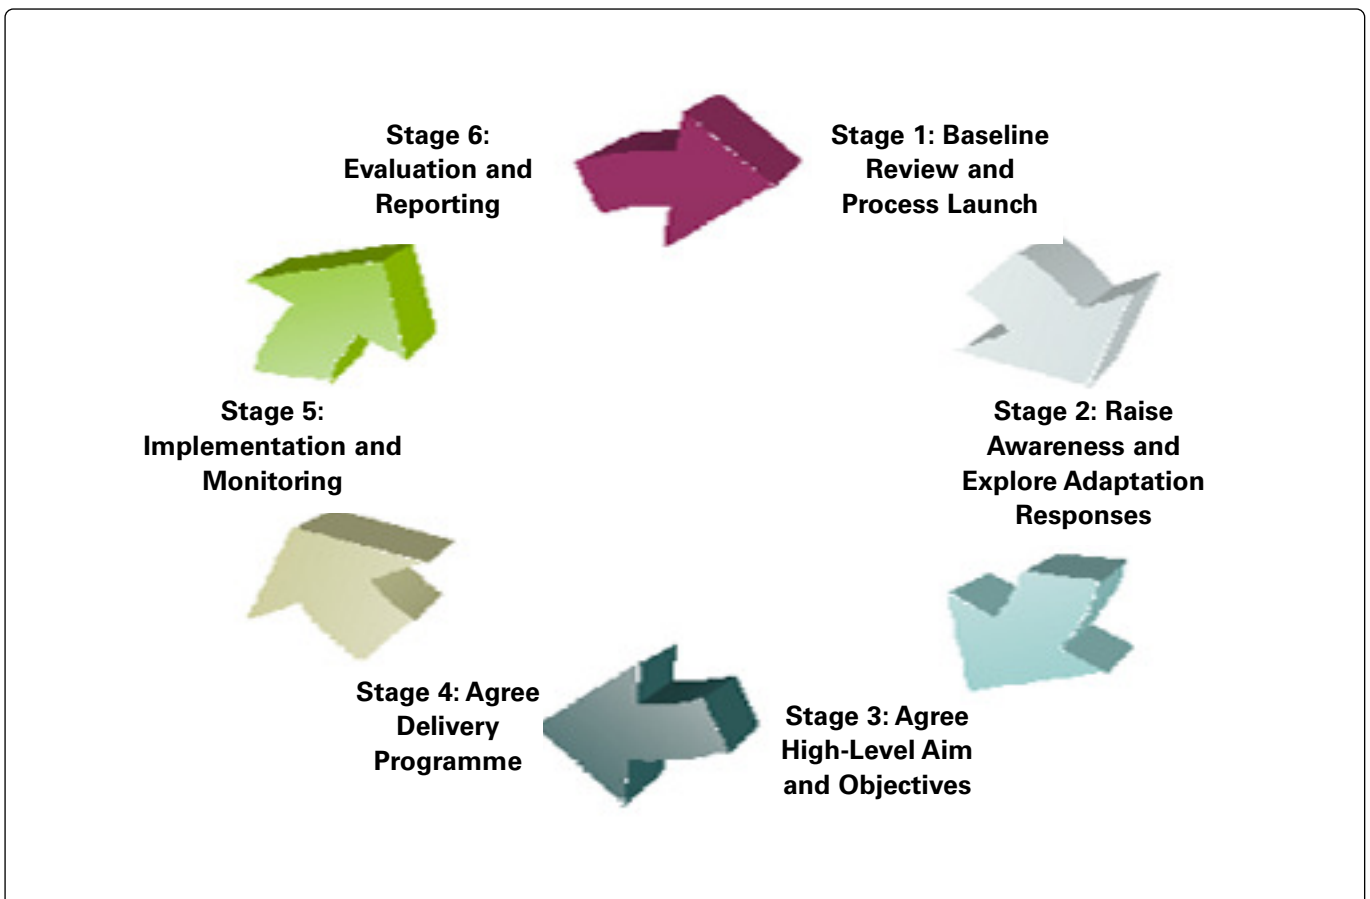 Stage 6:
Evaluation and
Reporting
Stage 1: Baseline
Review and
Process Launch
Stage 2: Raise
Awareness and
Explore Adaptation
Responses
Stage 3: Agree
High-Level Aim
and Objectives
Stage 4: Agree
Delivery
Programme
Stage 5:
Implementation and
Monitoring